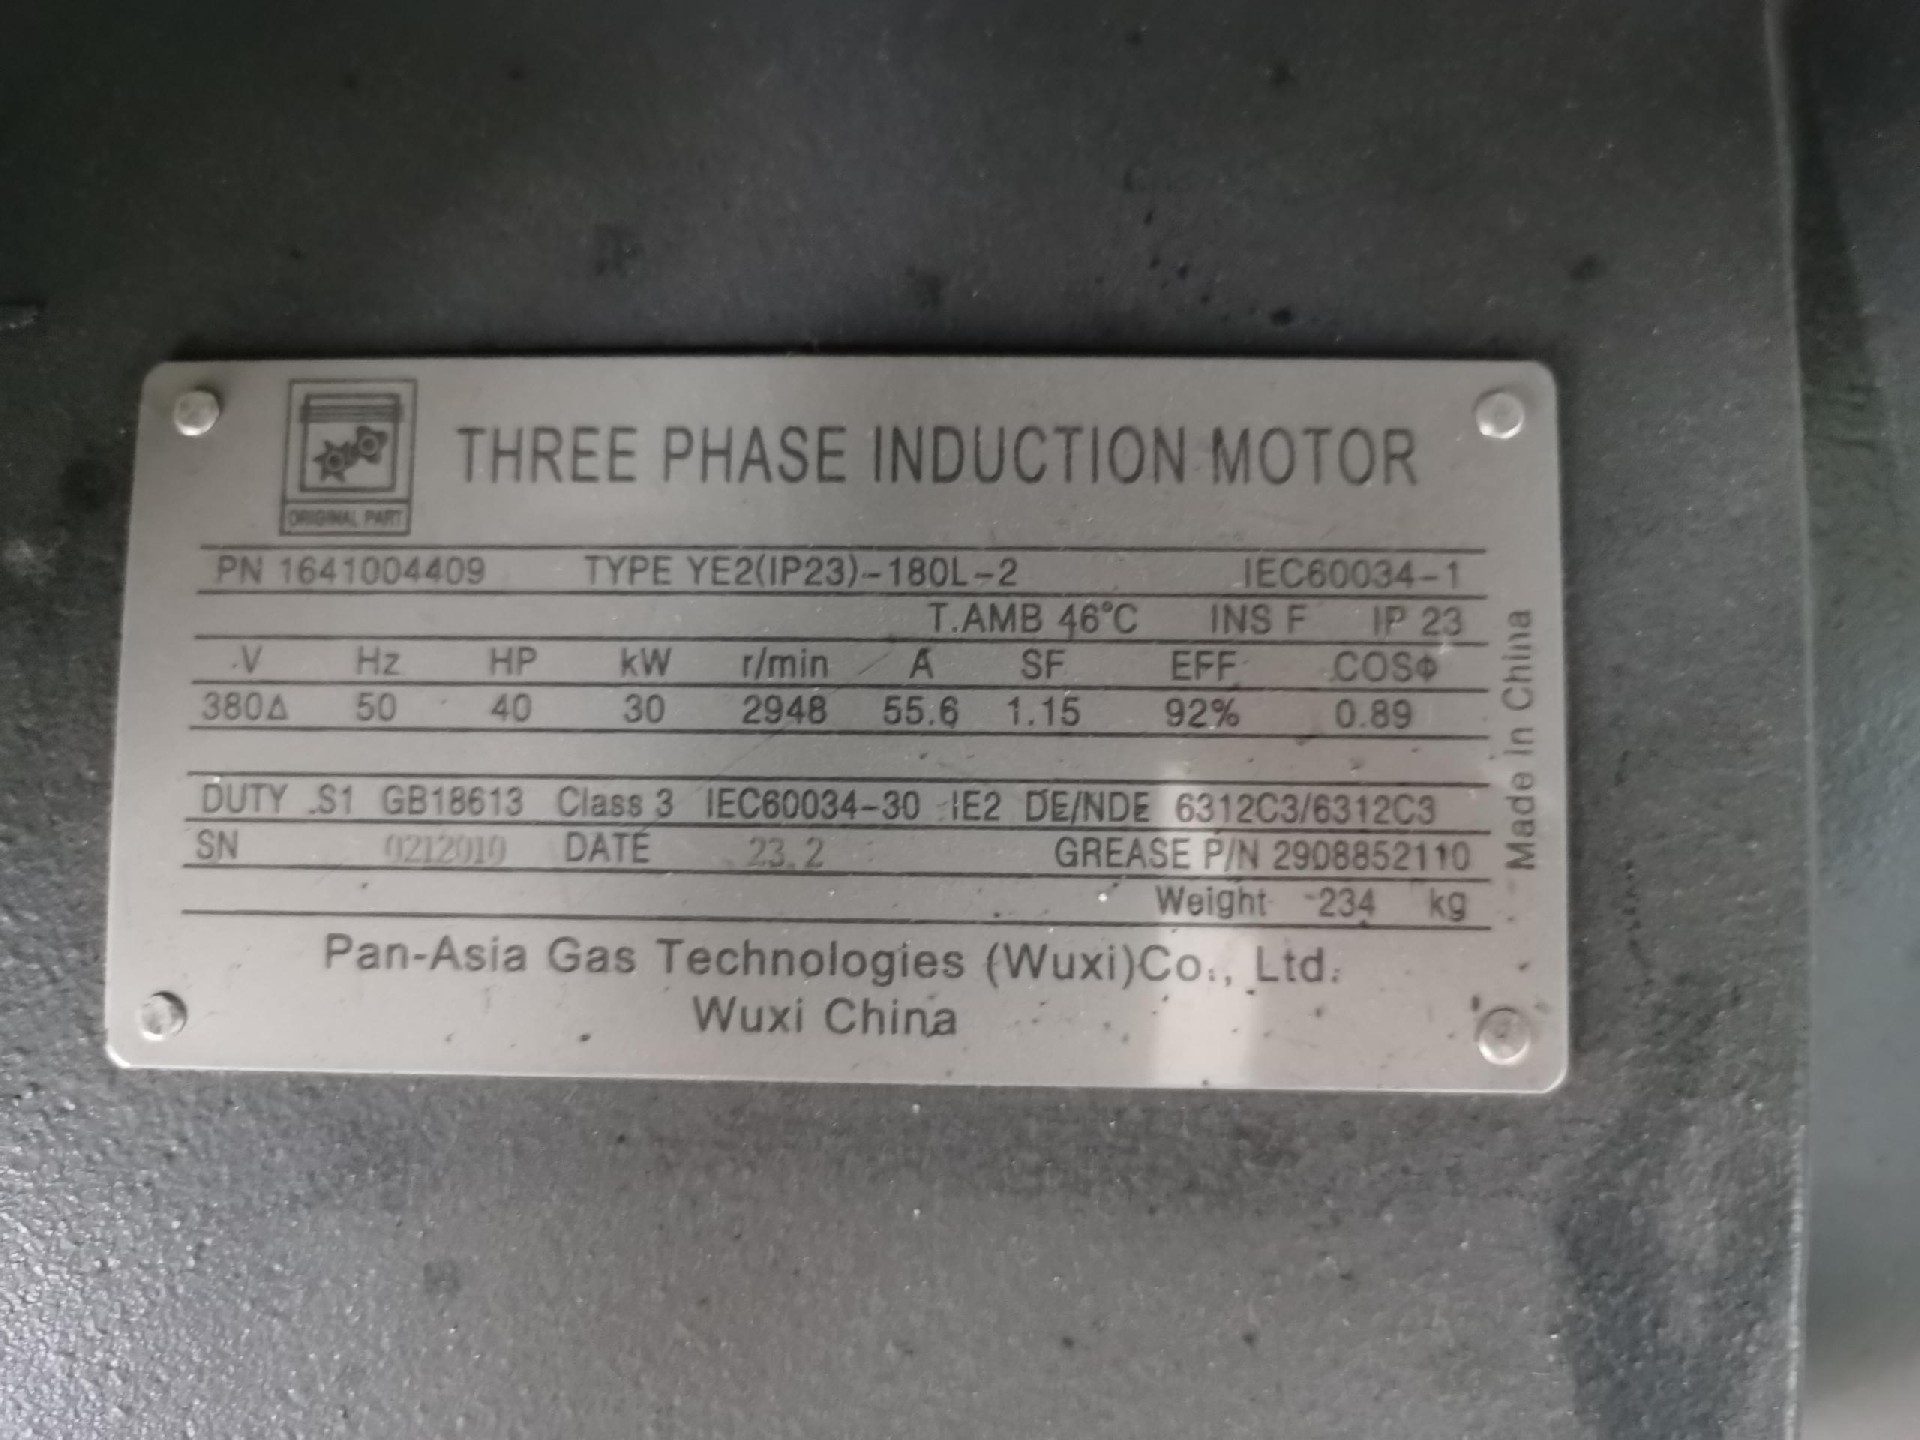 ORIGINAL PART
THREE PHASE INDUCTION MOTOR
PN 1641004409 TYPE YE2(IP23)-180L-2 IEC60034-1
T.AMB 46°C INS F IP 23
V Hz HP kW r/min A SF EFF COSΦ
380Δ 50 40 30 2948 55.6 1.15 92% 0.89
DUTY S1 GB18613 Class 3 IEC60034-30 IE2 DE/NDE 6312C3/6312C3
SN 0212010 DATE 23.2 GREASE P/N 2908852110
Weight 234 kg
Pan-Asia Gas Technologies (Wuxi)Co., Ltd.
Wuxi China
Made in China